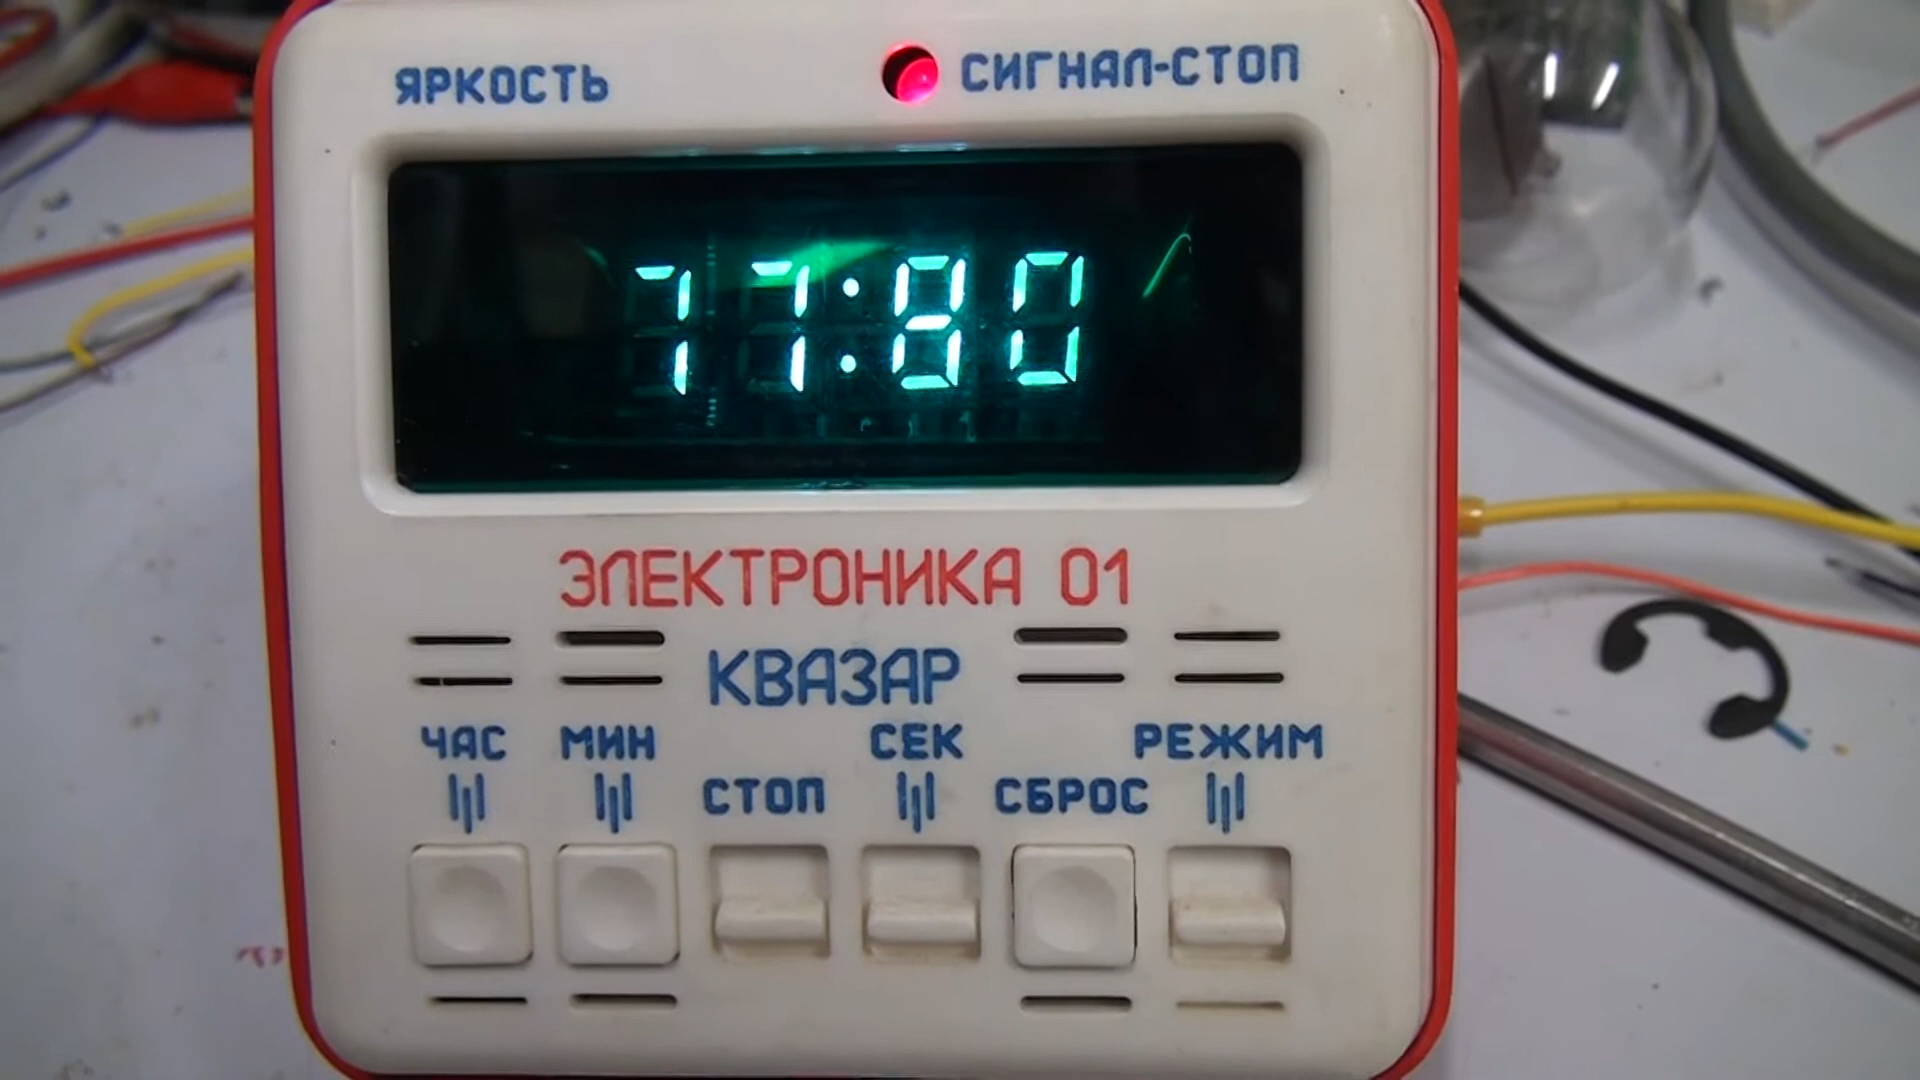 ЯРКОСТЬ СИГНАЛ-СТОП
77:80
ЭЛЕКТРОНИКА 01
КВАЗАР
ЧАС МИН СЕК РЕЖИМ
СТОП СБРОС